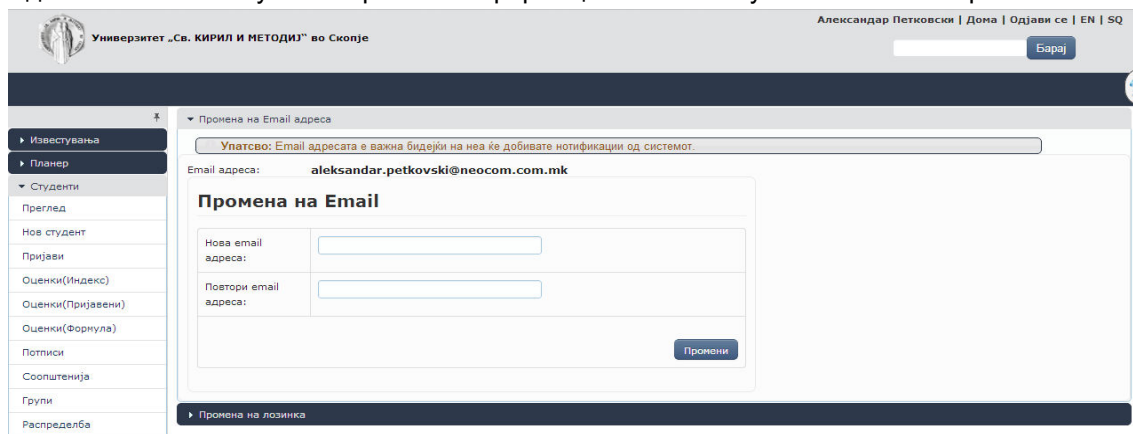 Александар Петковски | Дома | Одјави се | EN | SQ
Универзитет „Св. КИРИЛ И МЕТОДИЈ“ во Скопје
Барај
Известувања
Планер
Студенти
Преглед
Нов студент
Пријави
Оценки(Индекс)
Оценки(Пријавени)
Оценки(Формула)
Потписи
Соопштенија
Групи
Распределба
Промена на Email адреса
Упатсво: Email адресата е важна бидејќи на неа ќе добивате нотификации од системот.
Email адреса: aleksandar.petkovski@neocom.com.mk
Промена на Email
Нова email
адреса:
Повтори email
адреса:
Промени
Промена на лозинка